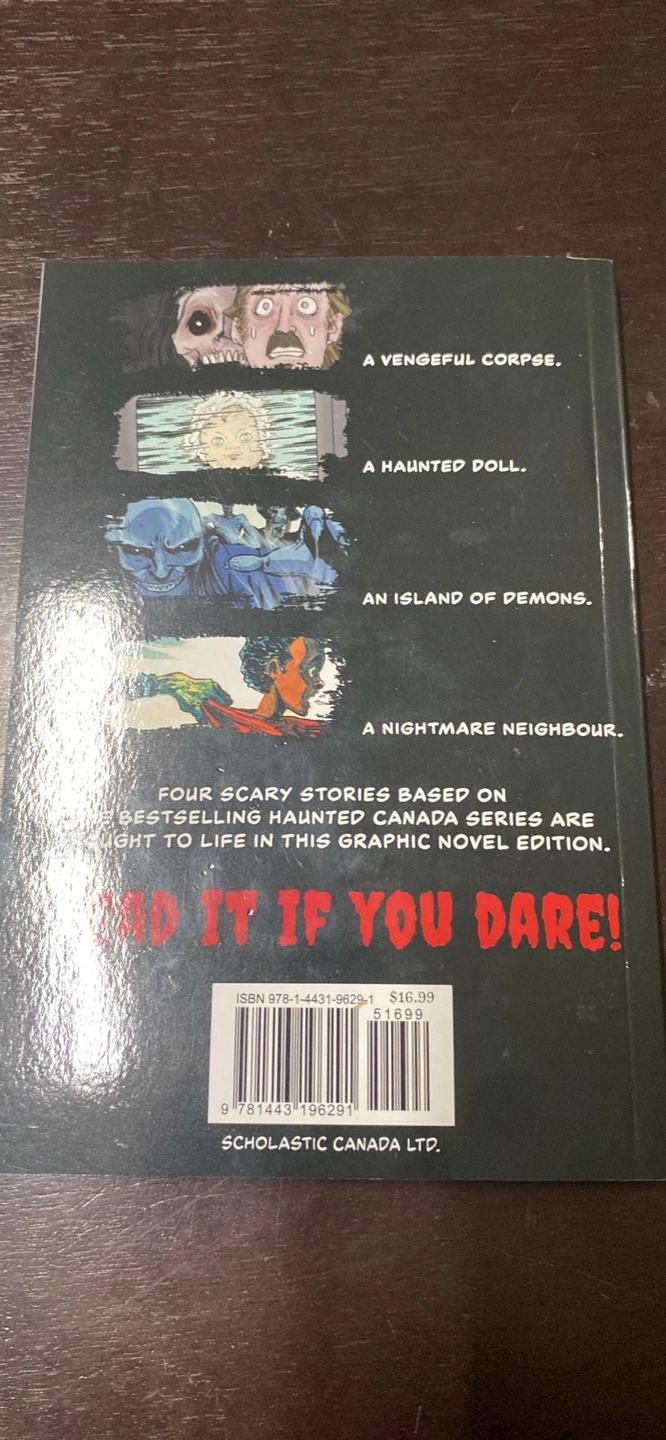 A VENGEFUL CORPSE.
A HAUNTED DOLL.
AN ISLAND OF DEMONS.
A NIGHTMARE NEIGHBOUR.
FOUR SCARY STORIES BASED ON
BESTSELLING HAUNTED CANADA SERIES ARE
TO LIFE IN THIS GRAPHIC NOVEL EDITION.
IT IF YOU DARE!
ISBN 978-1-4431-9629-1 $16.99
51699
9 781443 196291
SCHOLASTIC CANADA LTD.